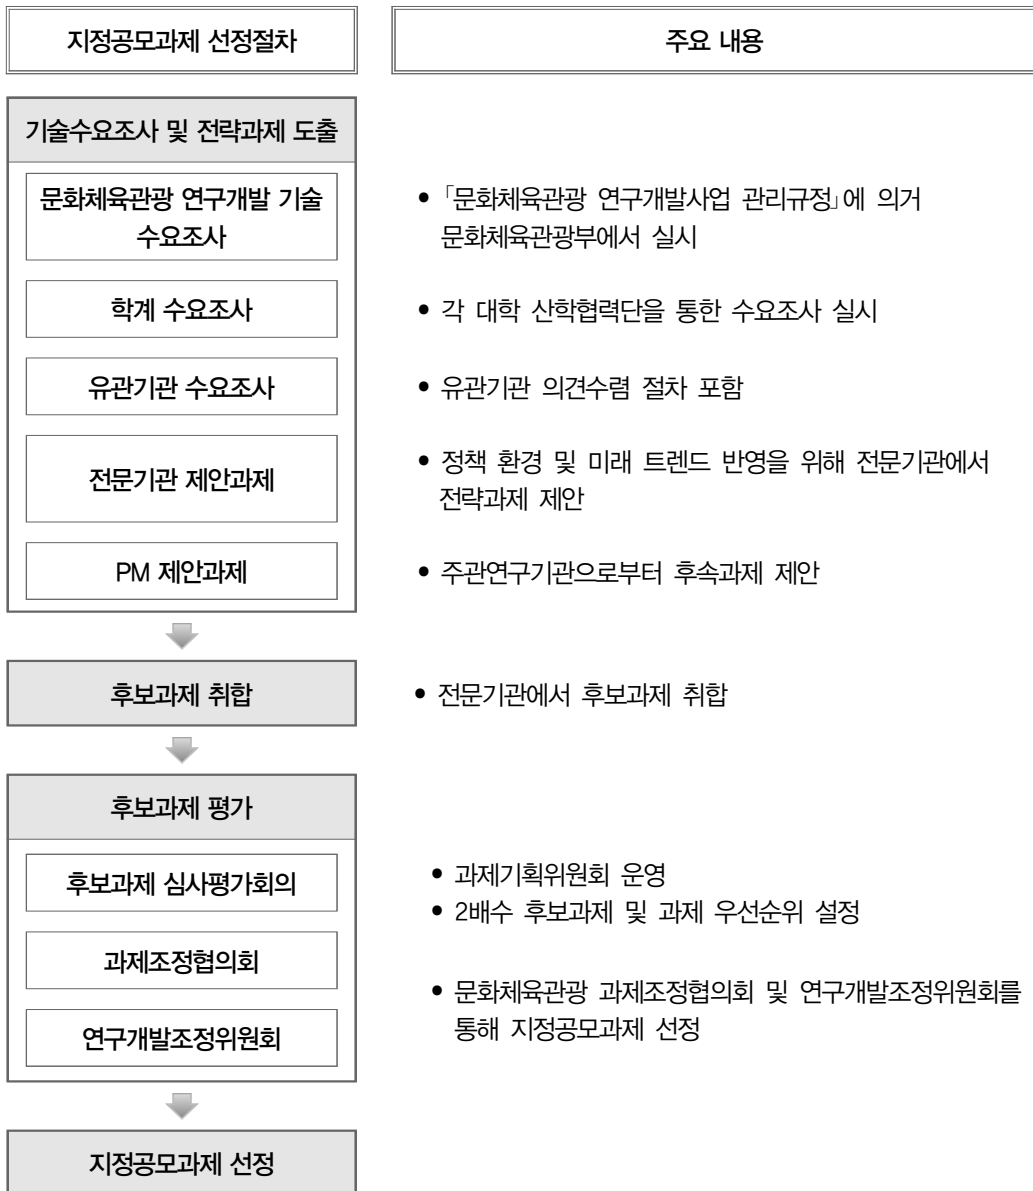 지정공모과제 선정절차
주요 내용
기술수요조사 및 전략과제 도출
문화체육관광 연구개발 기술
수요조사
• 「문화체육관광 연구개발사업 관리규정」에 의거
문화체육관광부에서 실시
학계 수요조사
• 각 대학 산학협력단을 통한 수요조사 실시
유관기관 수요조사
• 유관기관 의견수렴 절차 포함
전문기관 제안과제
• 정책 환경 및 미래 트렌드 반영을 위해 전문기관에서
전략과제 제안
PM 제안과제
• 주관연구기관으로부터 후속과제 제안
후보과제 취합
• 전문기관에서 후보과제 취합
후보과제 평가
후보과제 심사평가회의
• 과제기획위원회 운영
• 2배수 후보과제 및 과제 우선순위 설정
과제조정협의회
연구개발조정위원회
• 문화체육관광 과제조정협의회 및 연구개발조정위원회를
통해 지정공모과제 선정
지정공모과제 선정